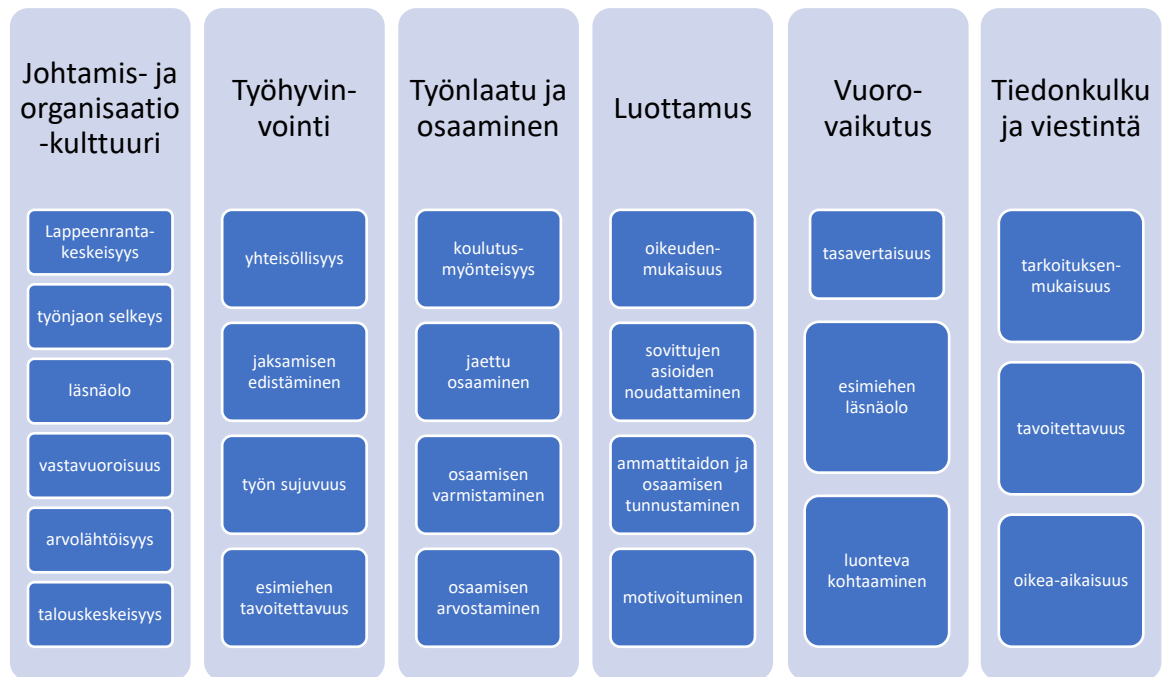 Johtamis- ja
organisaatio
-kulttuuri
Lappeenranta-
keskeisyys
työnjaon selkeys
läsnäolo
vastavuoroisuus
arvolähtöisyys
talouskeskeisyys
Työhyvin-
vointi
yhteisöllisyys
jaksamisen
edistäminen
työn sujuvuus
esimiehen
tavoitettavuus
Työnlaatu ja
osaaminen
koulutus-
myönteisyys
jaettu
osaaminen
osaamisen
varmistaminen
osaamisen
arvostaminen
Luottamus
oikeuden-
mukaisuus
sovittujen
asioiden
noudattaminen
ammattitaidon ja
osaamisen
tunnustaminen
motivoituminen
Vuoro-
vaikutus
tasavertaisuus
esimiehen
läsnäolo
luonteva
kohtaaminen
Tiedonkulku
ja viestintä
tarkoituksen-
mukaisuus
tavoitettavuus
oikea-aikaisuus